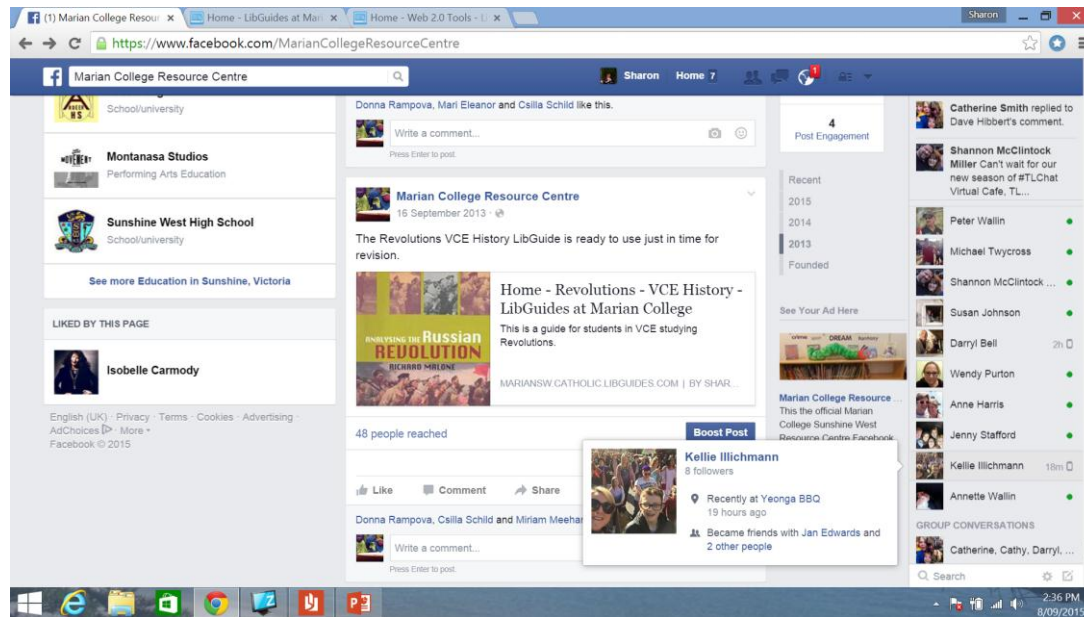 (1) Marian College Resour
Home - LibGuides at Mari
Home - Web 2.0 Tools - Li
Sharon
https://www.facebook.com/MarianCollegeResourceCentre
Marian College Resource Centre
Sharon
Home 7
1
School/university
Montanasa Studios
Performing Arts Education
Sunshine West High School
School/university
See more Education in Sunshine, Victoria
LIKED BY THIS PAGE
Isobelle Carmody
English (UK) · Privacy · Terms · Cookies · Advertising ·
AdChoices · More
Facebook © 2015
Donna Rampova, Mari Eleanor and Csilla Schild like this.
Write a comment...
Press Enter to post.
Marian College Resource Centre
16 September 2013 ·
The Revolutions VCE History LibGuide is ready to use just in time for
revision.
ANALYSING THE Russian
REVOLUTION
RICHARD MALONE
Home - Revolutions - VCE History -
LibGuides at Marian College
This is a guide for students in VCE studying
Revolutions.
MARIANSW.CATHOLIC.LIBGUIDES.COM | BY SHAR...
48 people reached
Boost Post
Like
Comment
Share
Donna Rampova, Csilla Schild and Miriam Meehan
Write a comment...
Press Enter to post.
4
Post Engagement
Recent
2015
2014
2013
Founded
See Your Ad Here
DREAM
Marian College Resource ...
This the official Marian
College Sunshine West
Resource Centre Facebook
Kellie Illichmann
8 followers
Recently at Yeonga BBQ
19 hours ago
Became friends with Jan Edwards and
2 other people
Catherine Smith replied to
Dave Hibbert's comment.
Shannon McClintock
Miller Can't wait for our
new season of #TLChat
Virtual Cafe, TL...
Peter Wallin
Michael Twycross
Shannon McClintock ...
Susan Johnson
Darryl Bell
2h
Wendy Purton
Anne Harris
Jenny Stafford
Kellie Illichmann
18m
Annette Wallin
GROUP CONVERSATIONS
Catherine, Cathy, Darryl, ...
Search
2:36 PM
8/09/2015